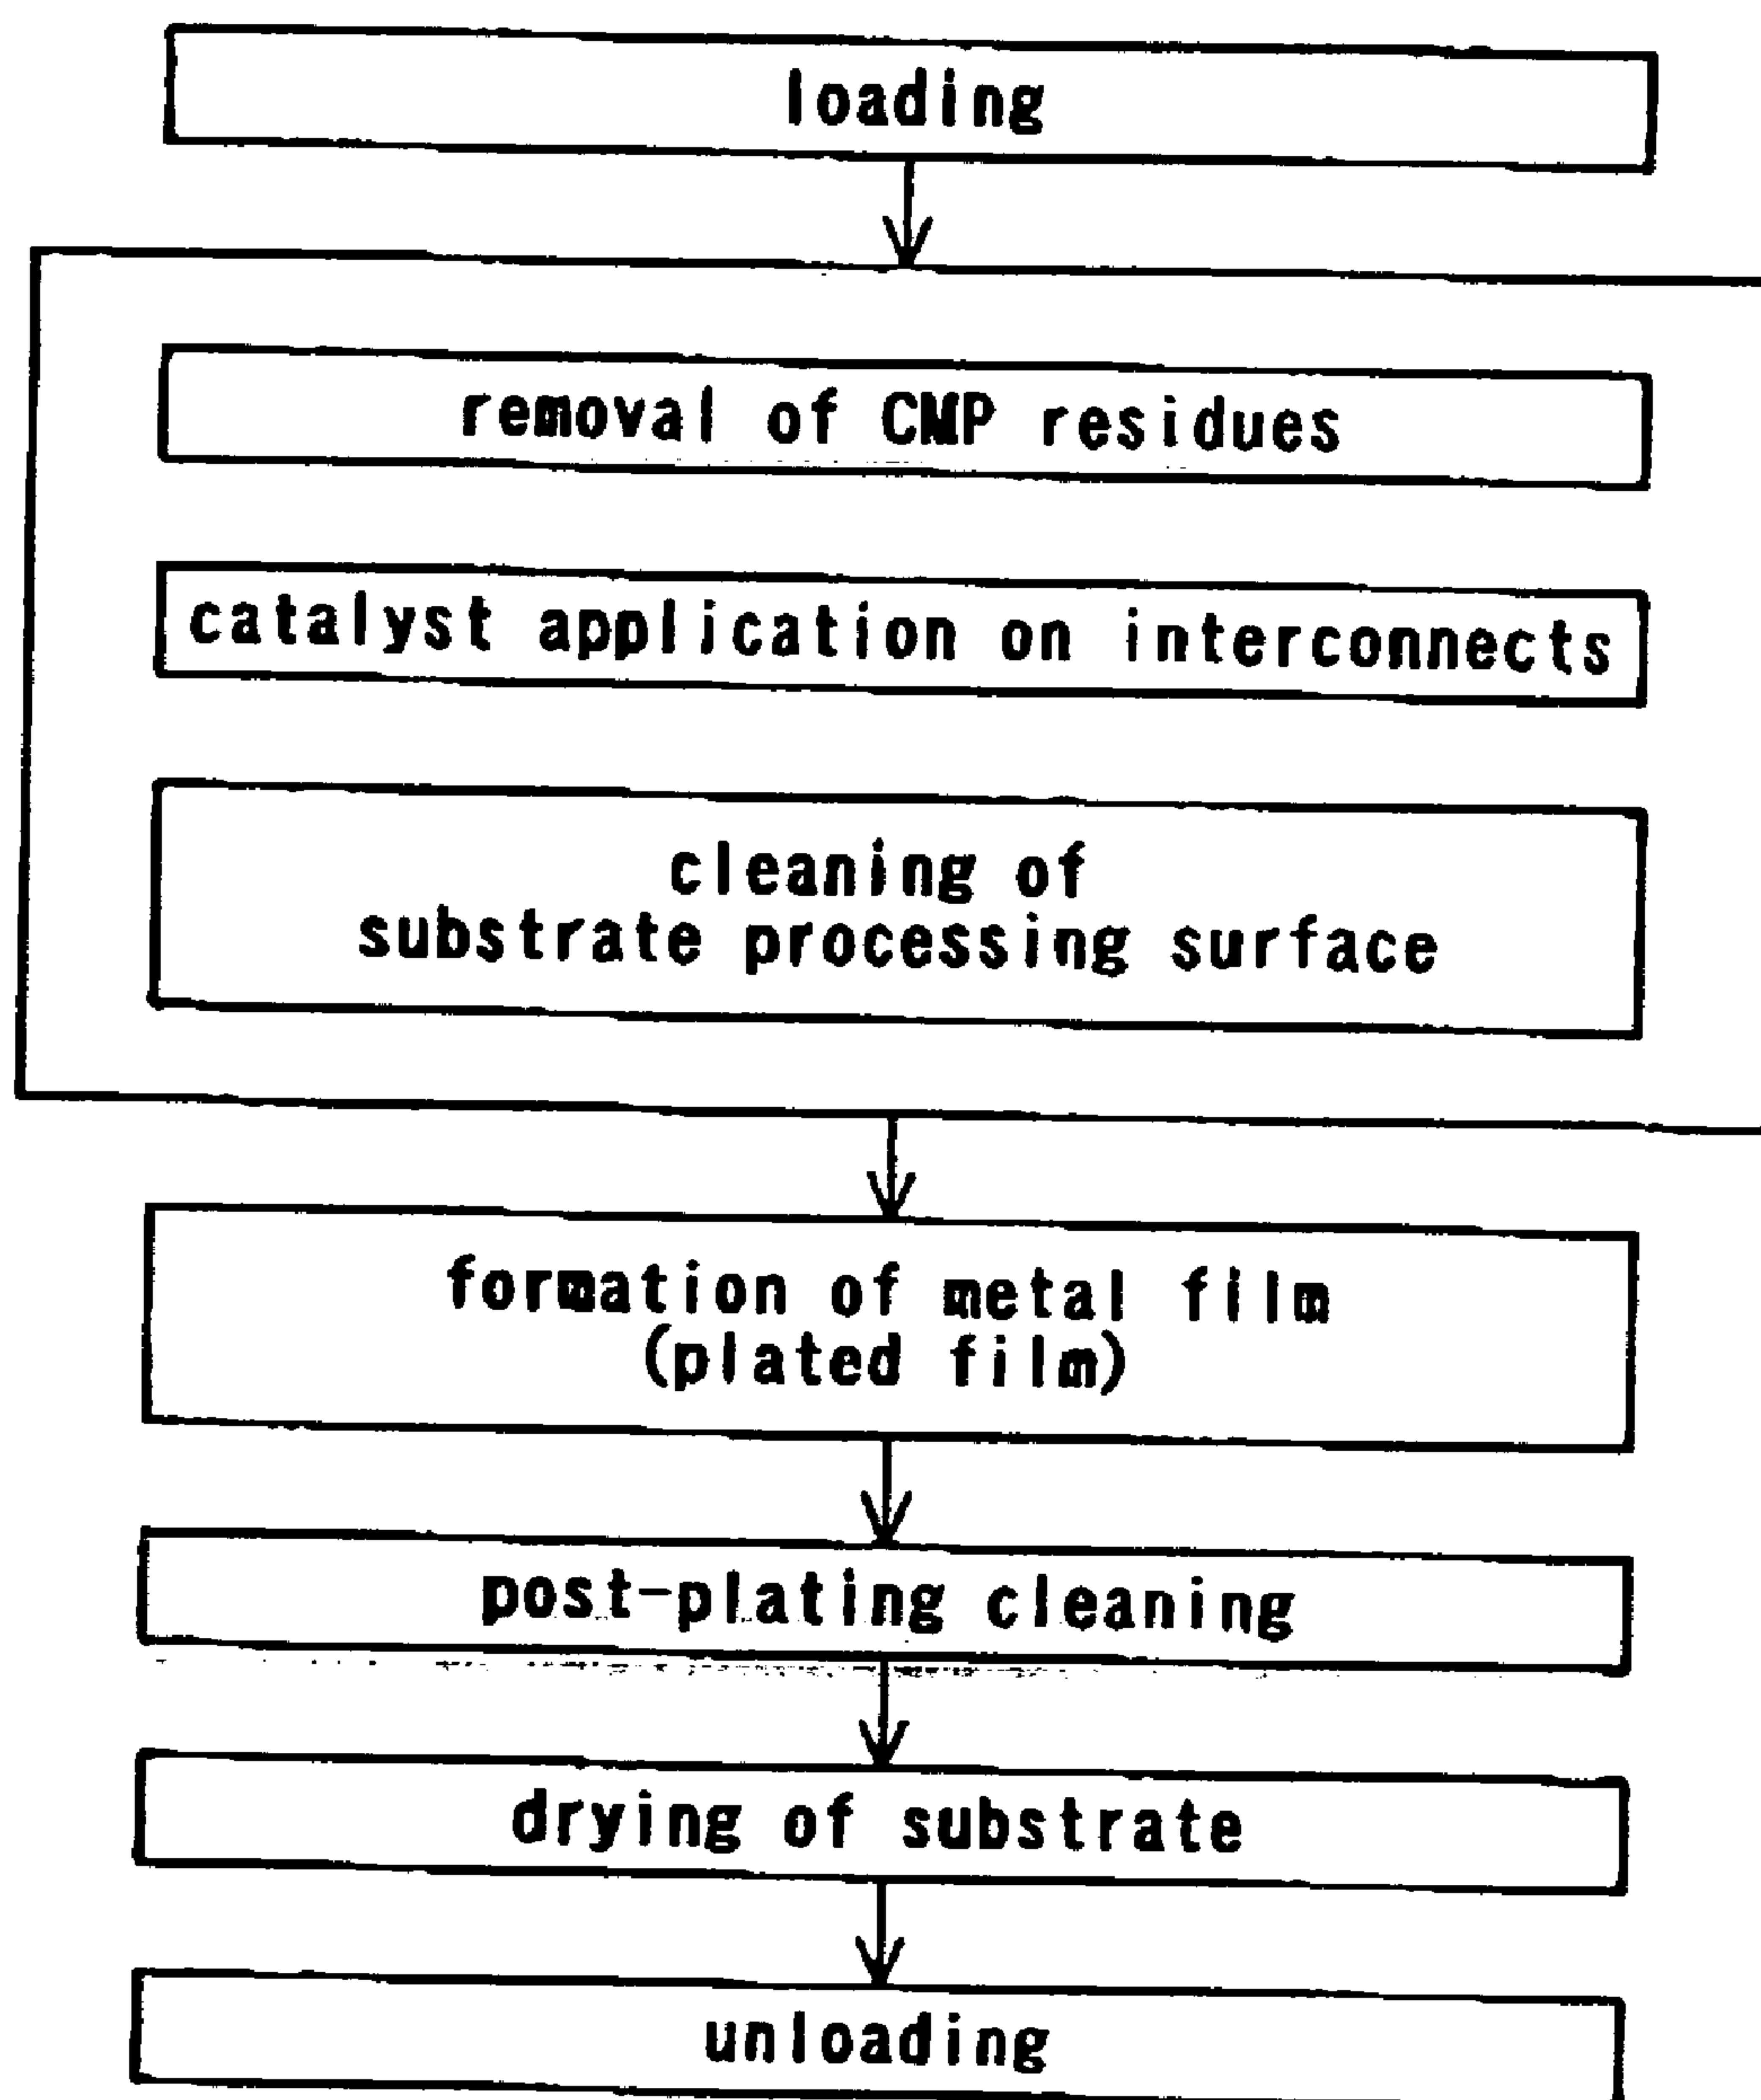 loading
removal of CMP residues
catalyst application on interconnects
cleaning of
substrate processing surface
formation of metal film
(plated film)
post-plating cleaning
drying of substrate
unloading